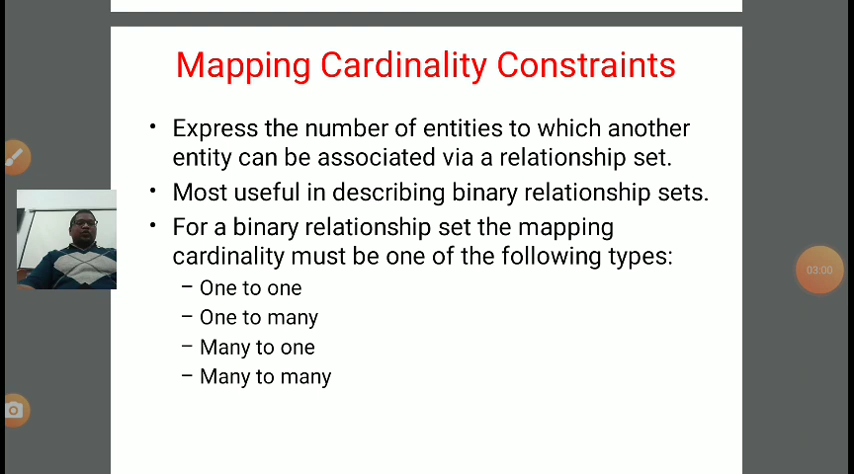 Mapping Cardinality Constraints
• Express the number of entities to which another
entity can be associated via a relationship set.
• Most useful in describing binary relationship sets.
• For a binary relationship set the mapping
cardinality must be one of the following types:
– One to one
– One to many
– Many to one
– Many to many
03:00